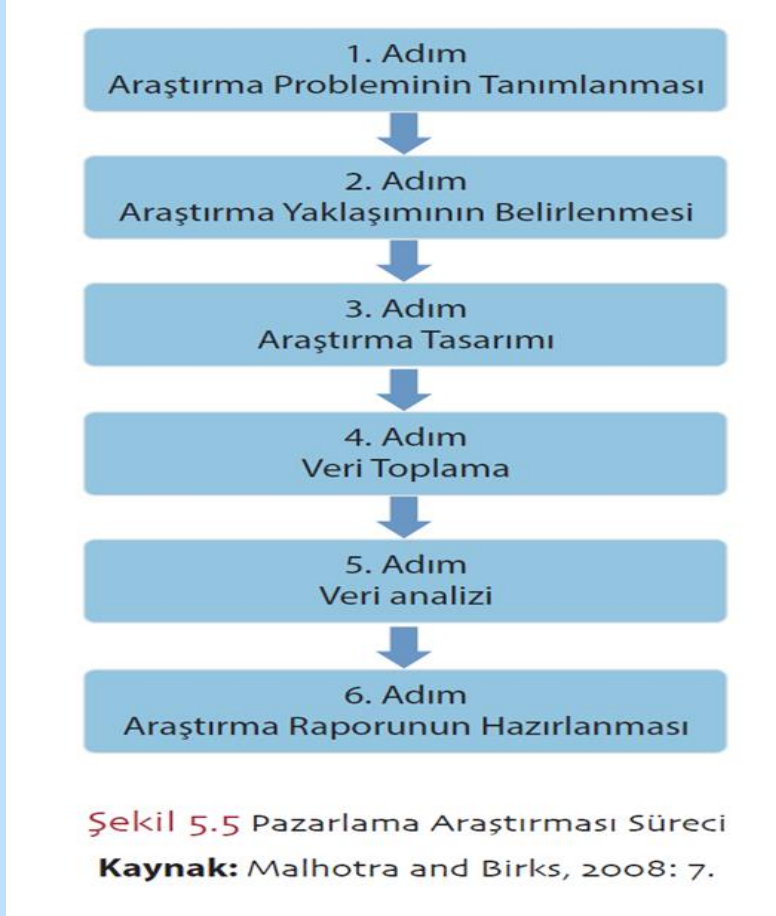 1. Adım
Araştırma Probleminin Tanımlanması
2. Adım
Araştırma Yaklaşımının Belirlenmesi
3. Adım
Araştırma Tasarımı
4. Adım
Veri Toplama
5. Adım
Veri analizi
6. Adım
Araştırma Raporunun Hazırlanması
Şekil 5.5 Pazarlama Araştırması Süreci
Kaynak: Malhotra and Birks, 2008: 7.